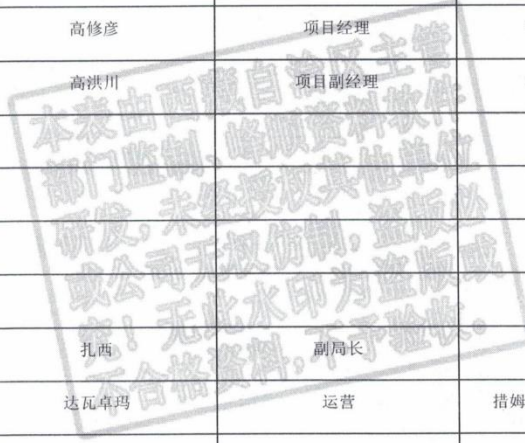 高修彦 项目经理
高洪川 项目副经理
本表由西藏自治区主管
部门监制、峰顺资料软件
研发,未经授权其他单位
或公司无权仿制,盗版必
究!无此水印为盗版或
不合格资料,不予验收。
扎西 副局长
达瓦卓玛 运营 措姆